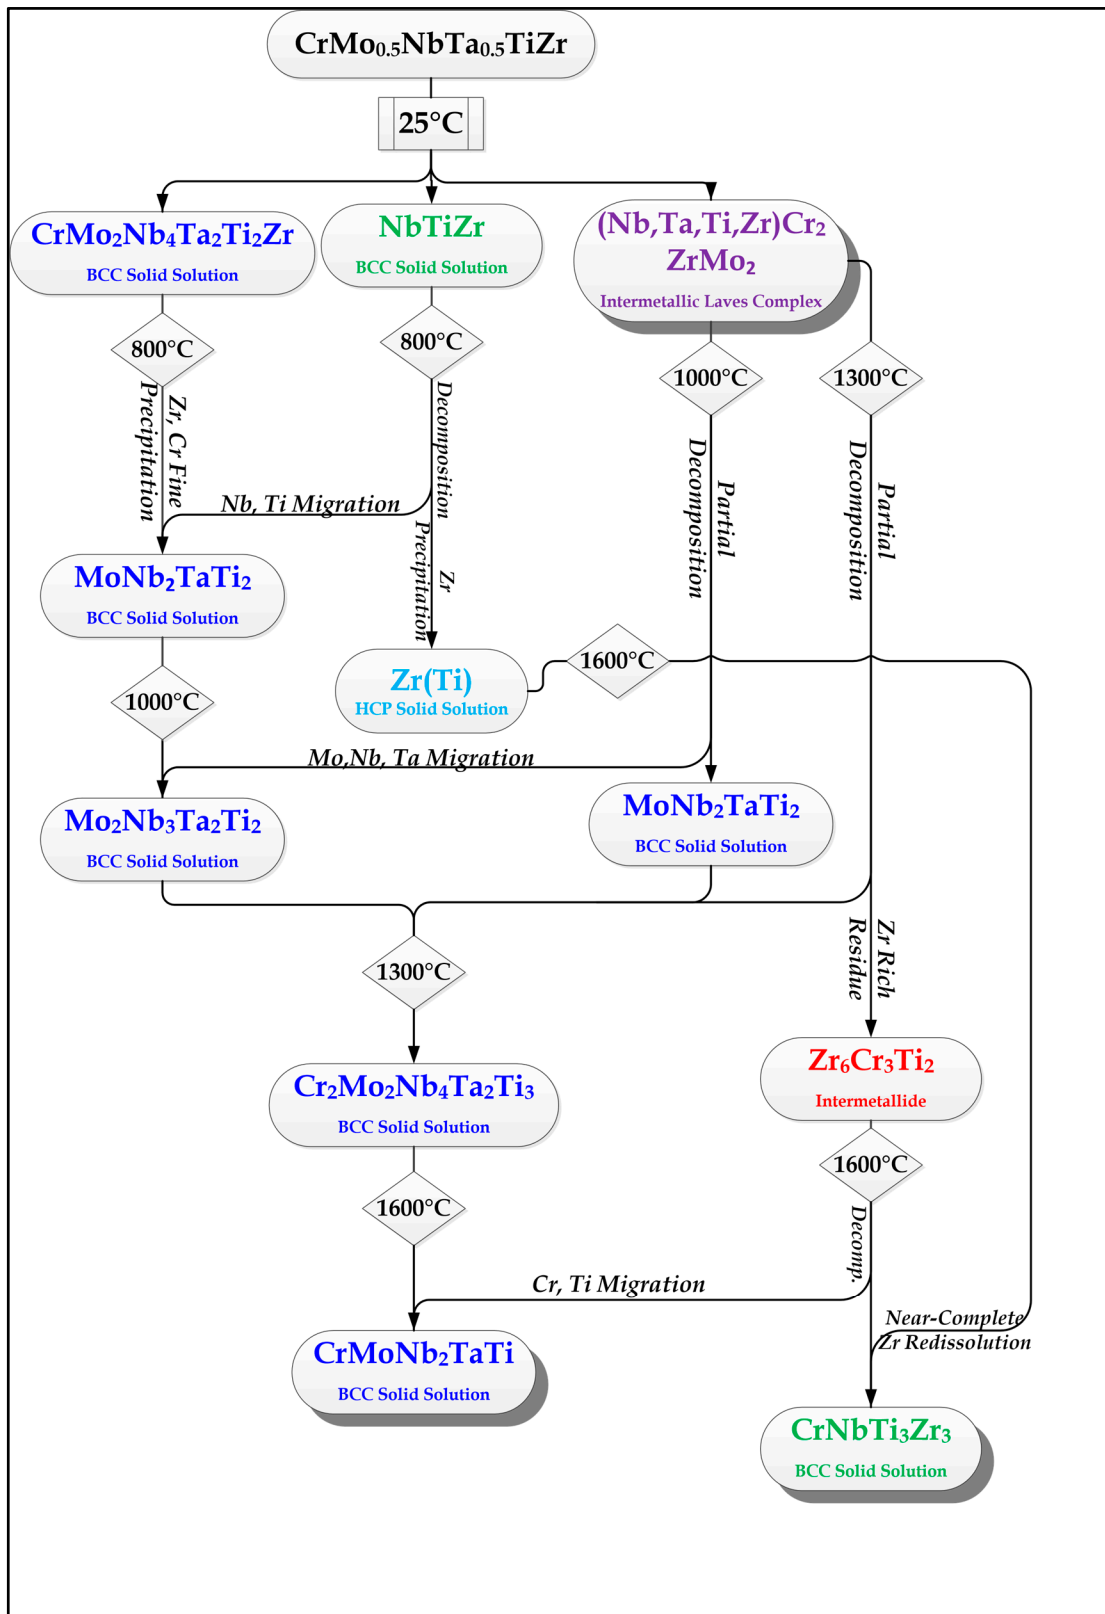 CrMo₀.₅NbTa₀.₅TiZr
25°C
CrMo₂Nb₄Ta₂Ti₂Zr
BCC Solid Solution
NbTiZr
BCC Solid Solution
(Nb,Ta,Ti,Zr)Cr₂
ZrMo₂
Intermetallic Laves Complex
800°C
800°C
1000°C
1300°C
Zr, Cr Fine
Precipitation
Decomposition
Nb, Ti Migration
Partial
Decomposition
Partial
Decomposition
Zr
Precipitation
MoNb₂TaTi₂
BCC Solid Solution
1600°C
Zr(Ti)
HCP Solid Solution
1000°C
Mo,Nb, Ta Migration
Mo₂Nb₃Ta₂Ti₂
BCC Solid Solution
MoNb₂TaTi₂
BCC Solid Solution
Zr Rich
Residue
1300°C
Zr₆Cr₃Ti₂
Intermetallide
Cr₂Mo₂Nb₄Ta₂Ti₃
BCC Solid Solution
1600°C
1600°C
Decomp.
Cr, Ti Migration
Near-Complete
Zr Redissolution
CrMoNb₂TaTi
BCC Solid Solution
CrNbTi₃Zr₃
BCC Solid Solution